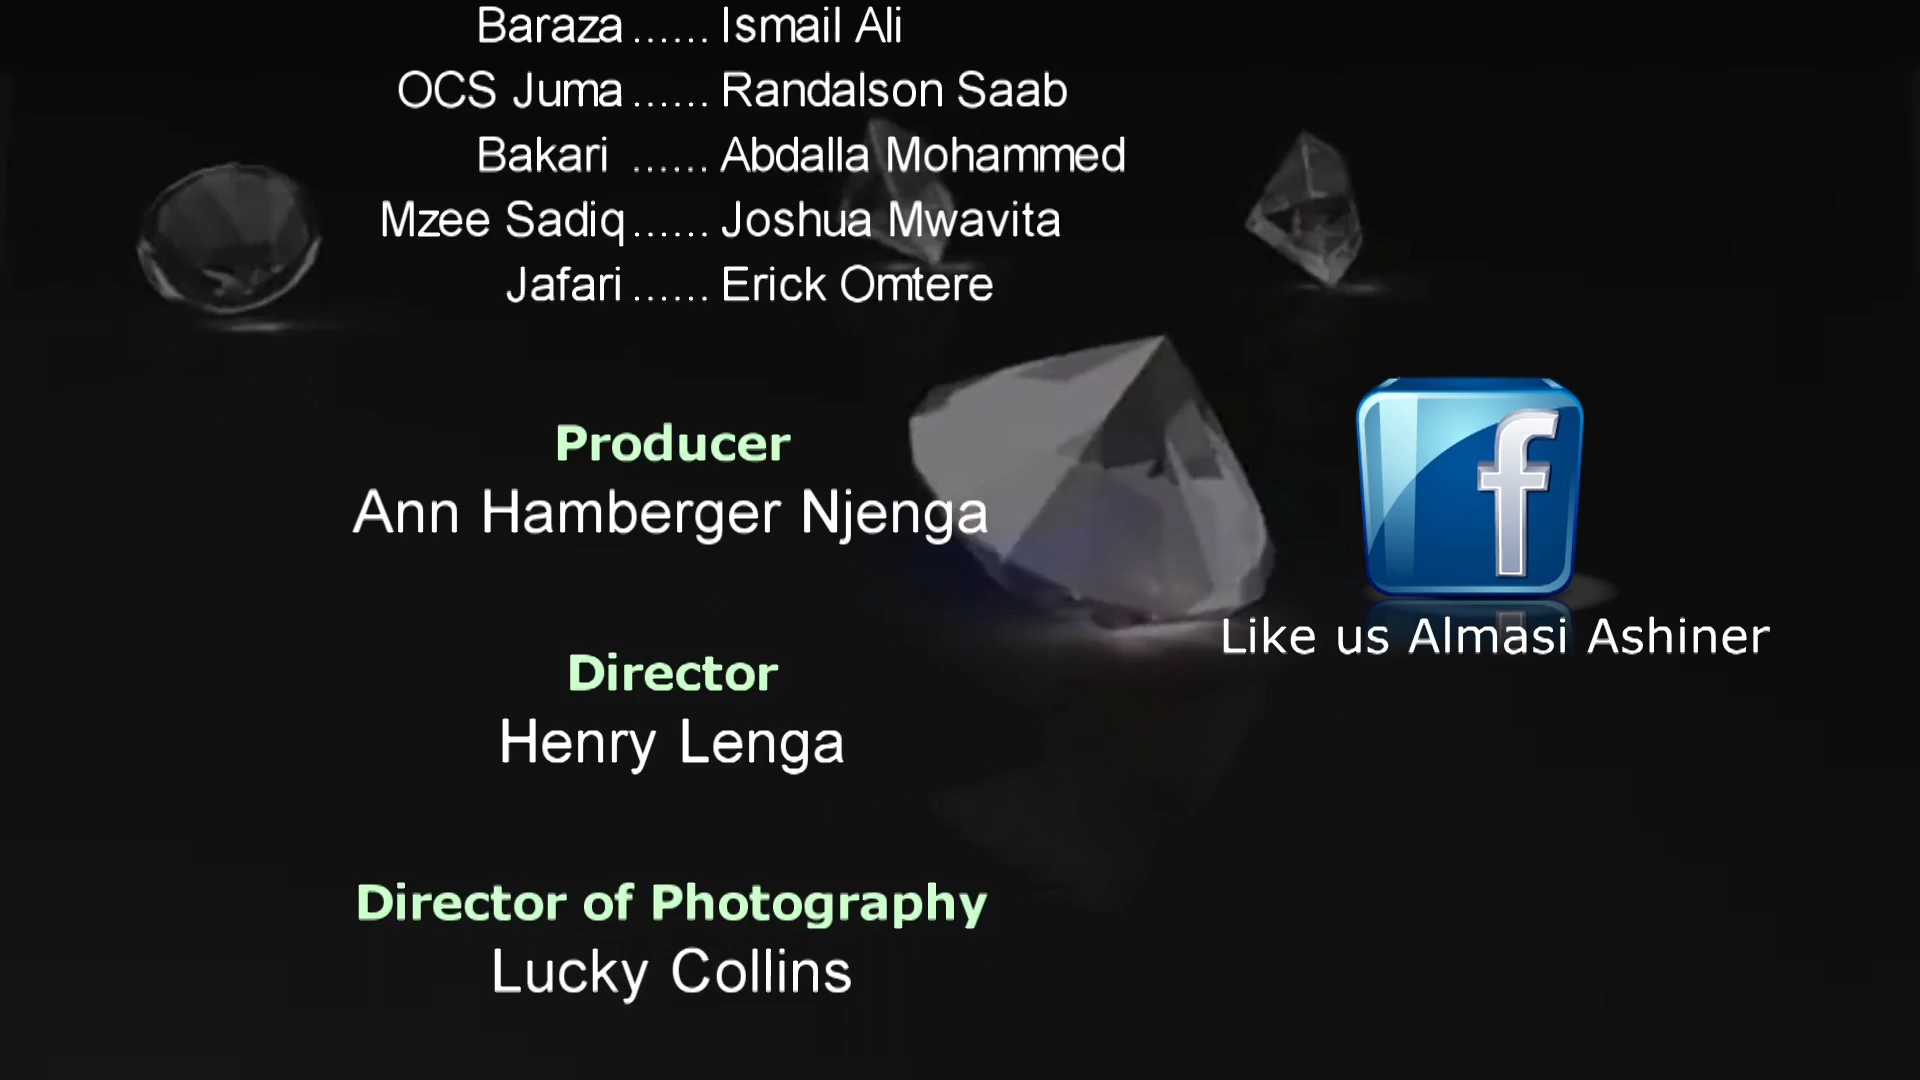 Baraza ...... Ismail Ali
OCS Juma ...... Randalson Saab
Bakari ...... Abdalla Mohammed
Mzee Sadiq ...... Joshua Mwavita
Jafari ...... Erick Omtere
Producer
Ann Hamberger Njenga
f
Like us Almasi Ashiner
Director
Henry Lenga
Director of Photography
Lucky Collins